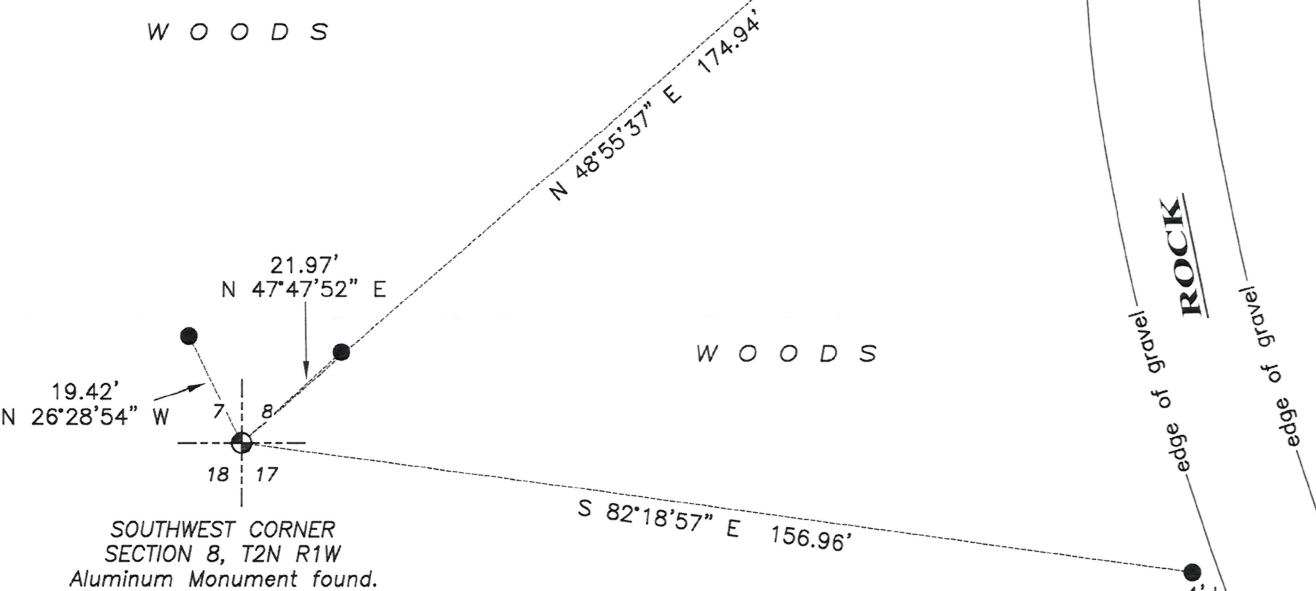 W O O D S
174.94'
N 48°55'37" E
21.97'
N 47°47'52" E
ROCK
edge of gravel
edge of gravel
W O O D S
19.42'
N 26°28'54" W
7 8
18 17
S 82°18'57" E 156.96'
SOUTHWEST CORNER
SECTION 8, T2N R1W
Aluminum Monument found.